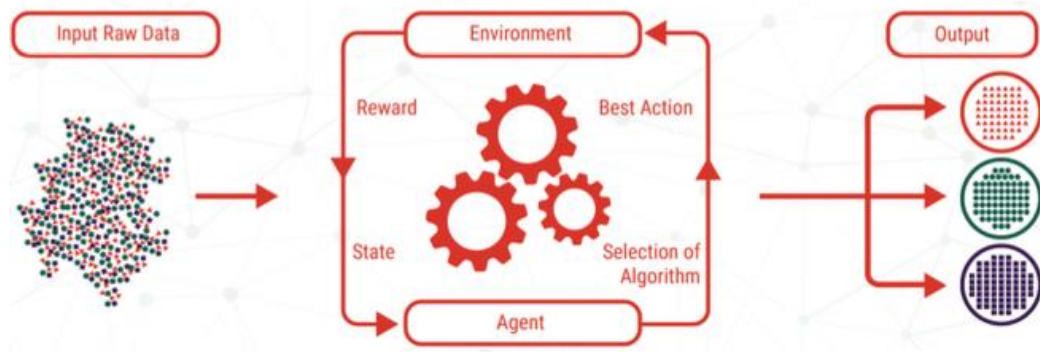 Input Raw Data
Environment
Output
Reward
Best Action
State
Selection of
Algorithm
Agent